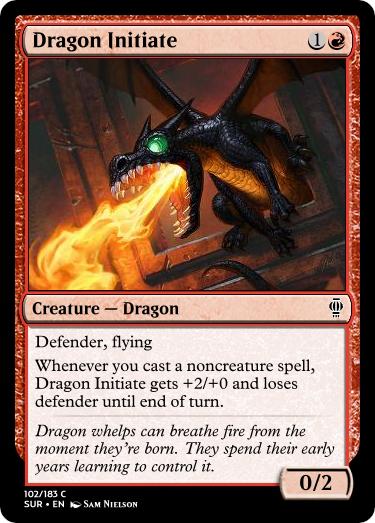 Dragon Initiate 1
Creature — Dragon
Defender, flying
Whenever you cast a noncreature spell,
Dragon Initiate gets +2/+0 and loses
defender until end of turn.
Dragon whelps can breathe fire from the
moment they're born. They spend their early
years learning to control it.
0/2
102/183 C
SUR • EN Sam Nielson